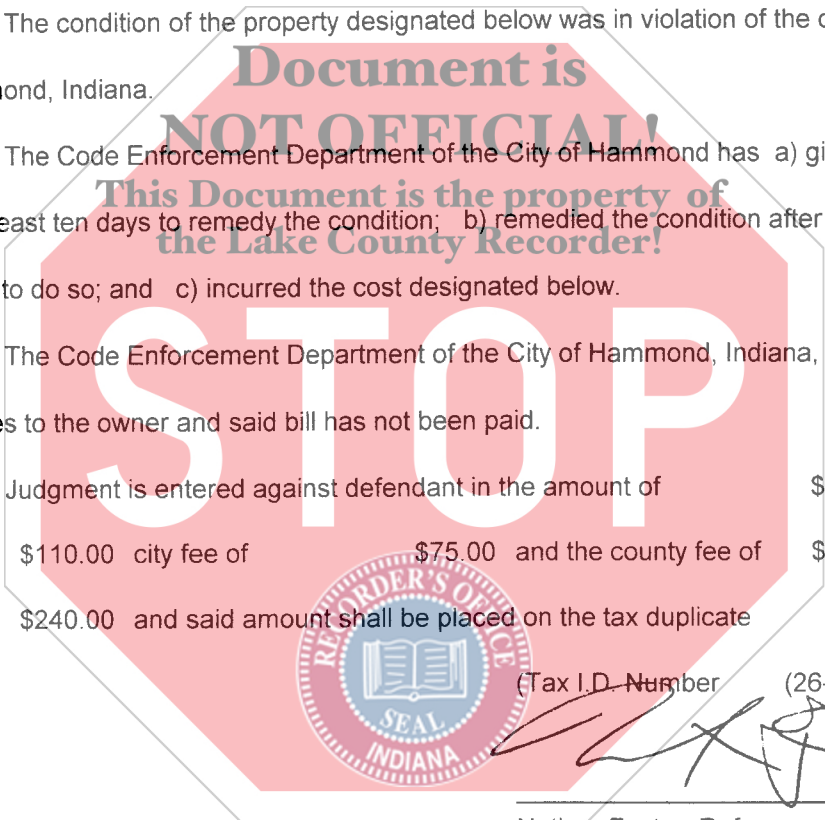 The condition of the property designated below was in violation of the
Document is
ond, Indiana.
NOT OFFICIAL!
The Code Enforcement Department of the City of Hammond has a) gi
This Document is the property of
east ten days to remedy the condition; b) remedied the condition after
the Lake County Recorder!
to do so; and c) incurred the cost designated below.
STOP
The Code Enforcement Department of the City of Hammond, Indiana,
s to the owner and said bill has not been paid.
Judgment is entered against defendant in the amount of $
$110.00 city fee of $75.00 and the county fee of $
$240.00 and said amount shall be placed on the tax duplicate
RECORDER'S OFFICE
SEAL
INDIANA
(Tax I.D. Number (26-